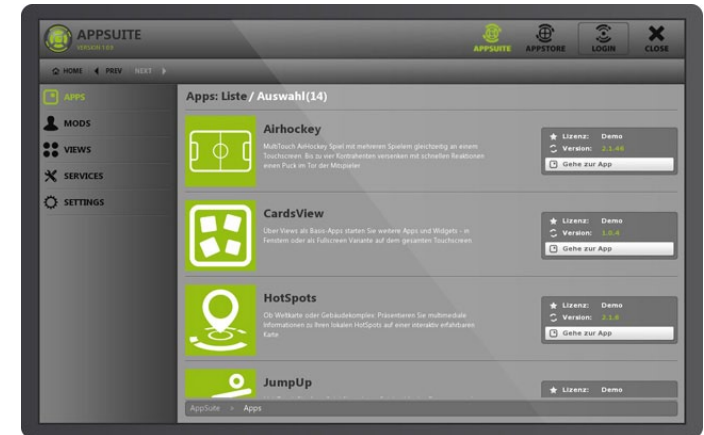 APPSUITE
VERSION 1.0.9
APPSUITE
APPSTORE
LOGIN
CLOSE
HOME
PREV
NEXT
APPS
MODS
VIEWS
SERVICES
SETTINGS
Apps: Liste / Auswahl(14)
Airhockey
MultiTouch AirHockey Spiel mit mehreren Spielern gleichzeitig an einem
Touchscreen. Bis zu vier Kontrahenten versenken mit schnellen Reaktionen
einen Puck im Tor der Mitspieler.
Lizenz: Demo
Version: 2.1.48
Gehe zur App
CardsView
Über Views als Basis-Apps starten Sie weitere Apps und Widgets - in
Fenstern oder als Fullscreen Variante auf dem gesamten Touchscreen
Lizenz: Demo
Version: 1.0.4
Gehe zur App
HotSpots
Ob Weltkarte oder Gebäudekomplex: Präsentieren Sie multimediale
Informationen zu Ihren lokalen HotSpots auf einer interaktiv erfahrbaren
Karte
Lizenz: Demo
Version: 2.1.6
Gehe zur App
JumpUp
Lizenz: Demo
AppSuite > Apps